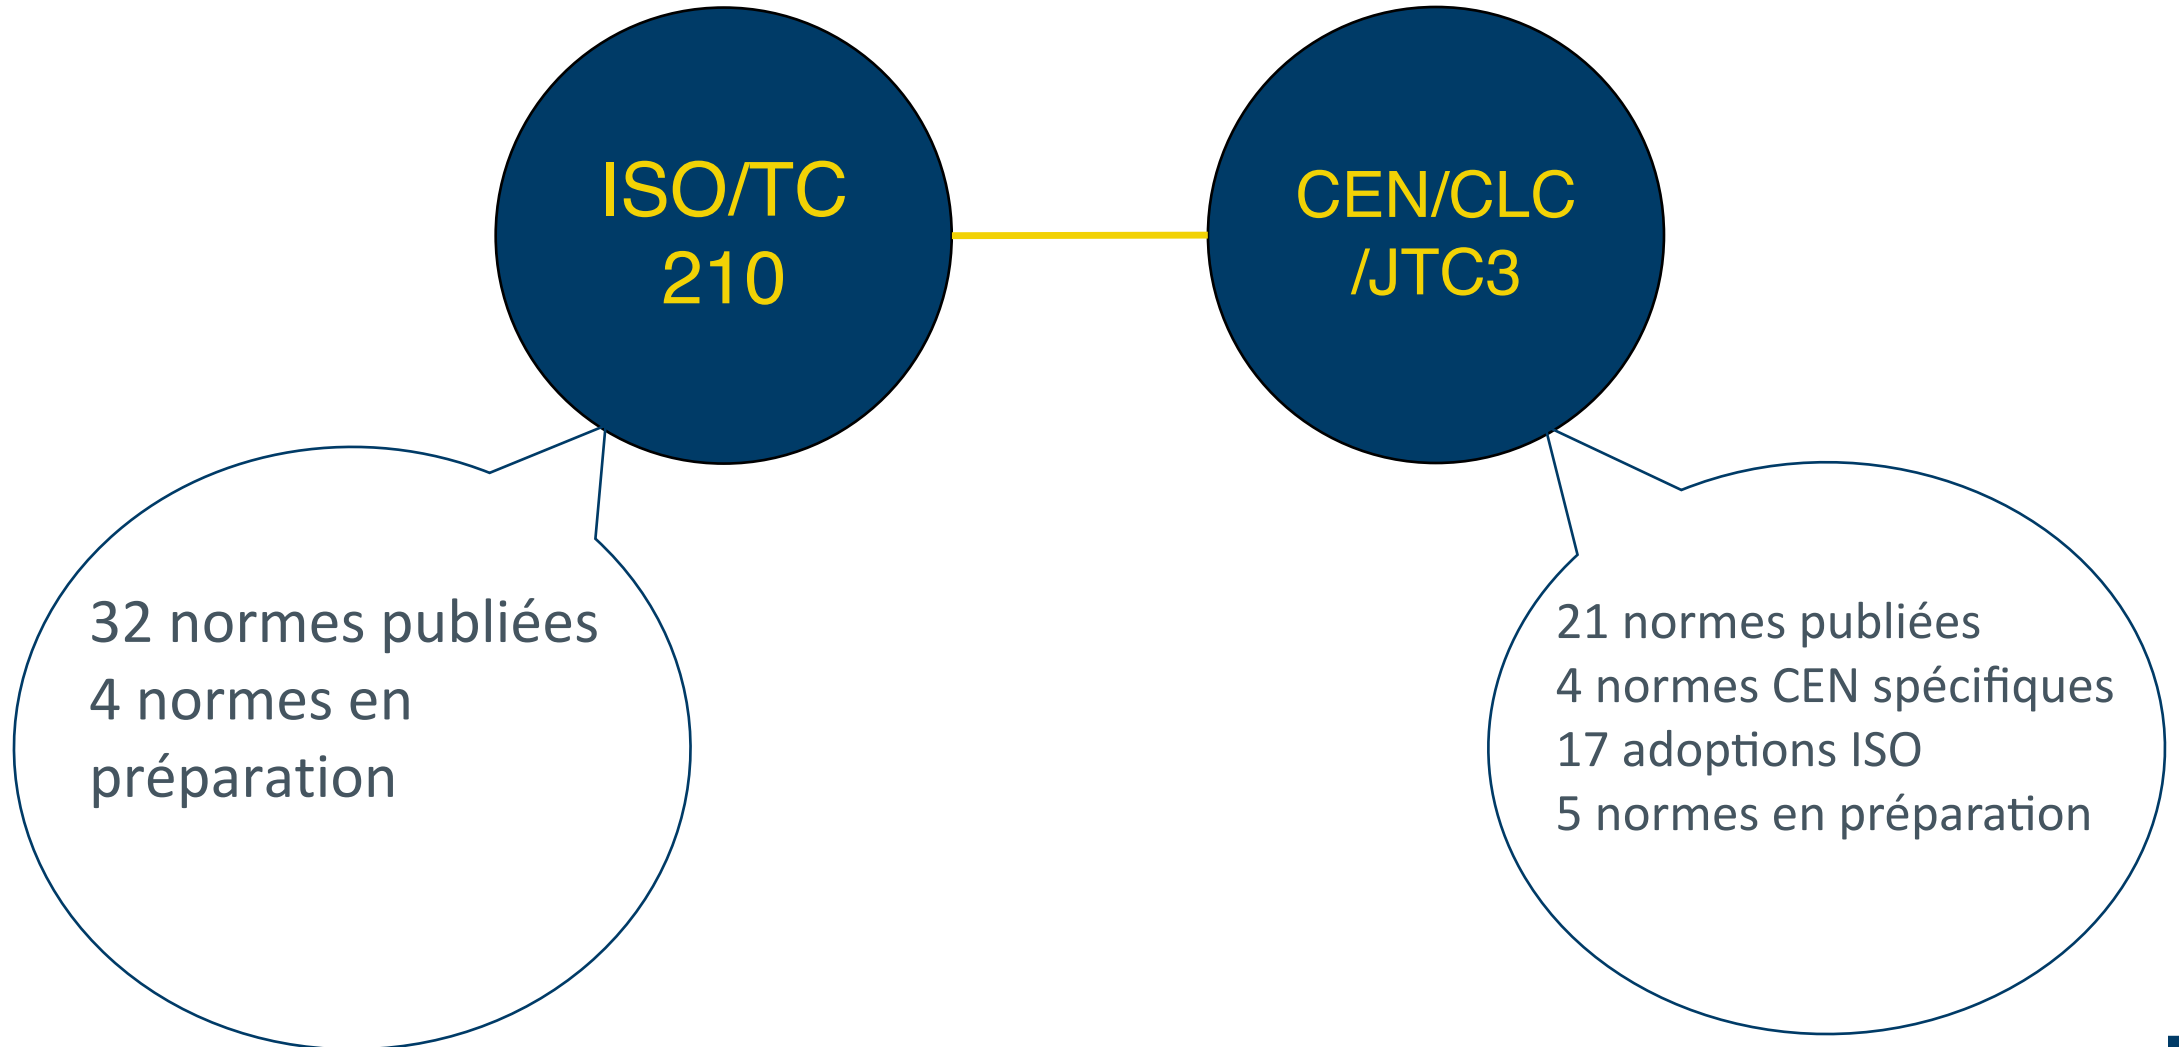 ISO/TC
210
CEN/CLC
/JTC3
32 normes publiées
4 normes en
préparation
21 normes publiées
4 normes CEN spécifiques
17 adoptions ISO
5 normes en préparation